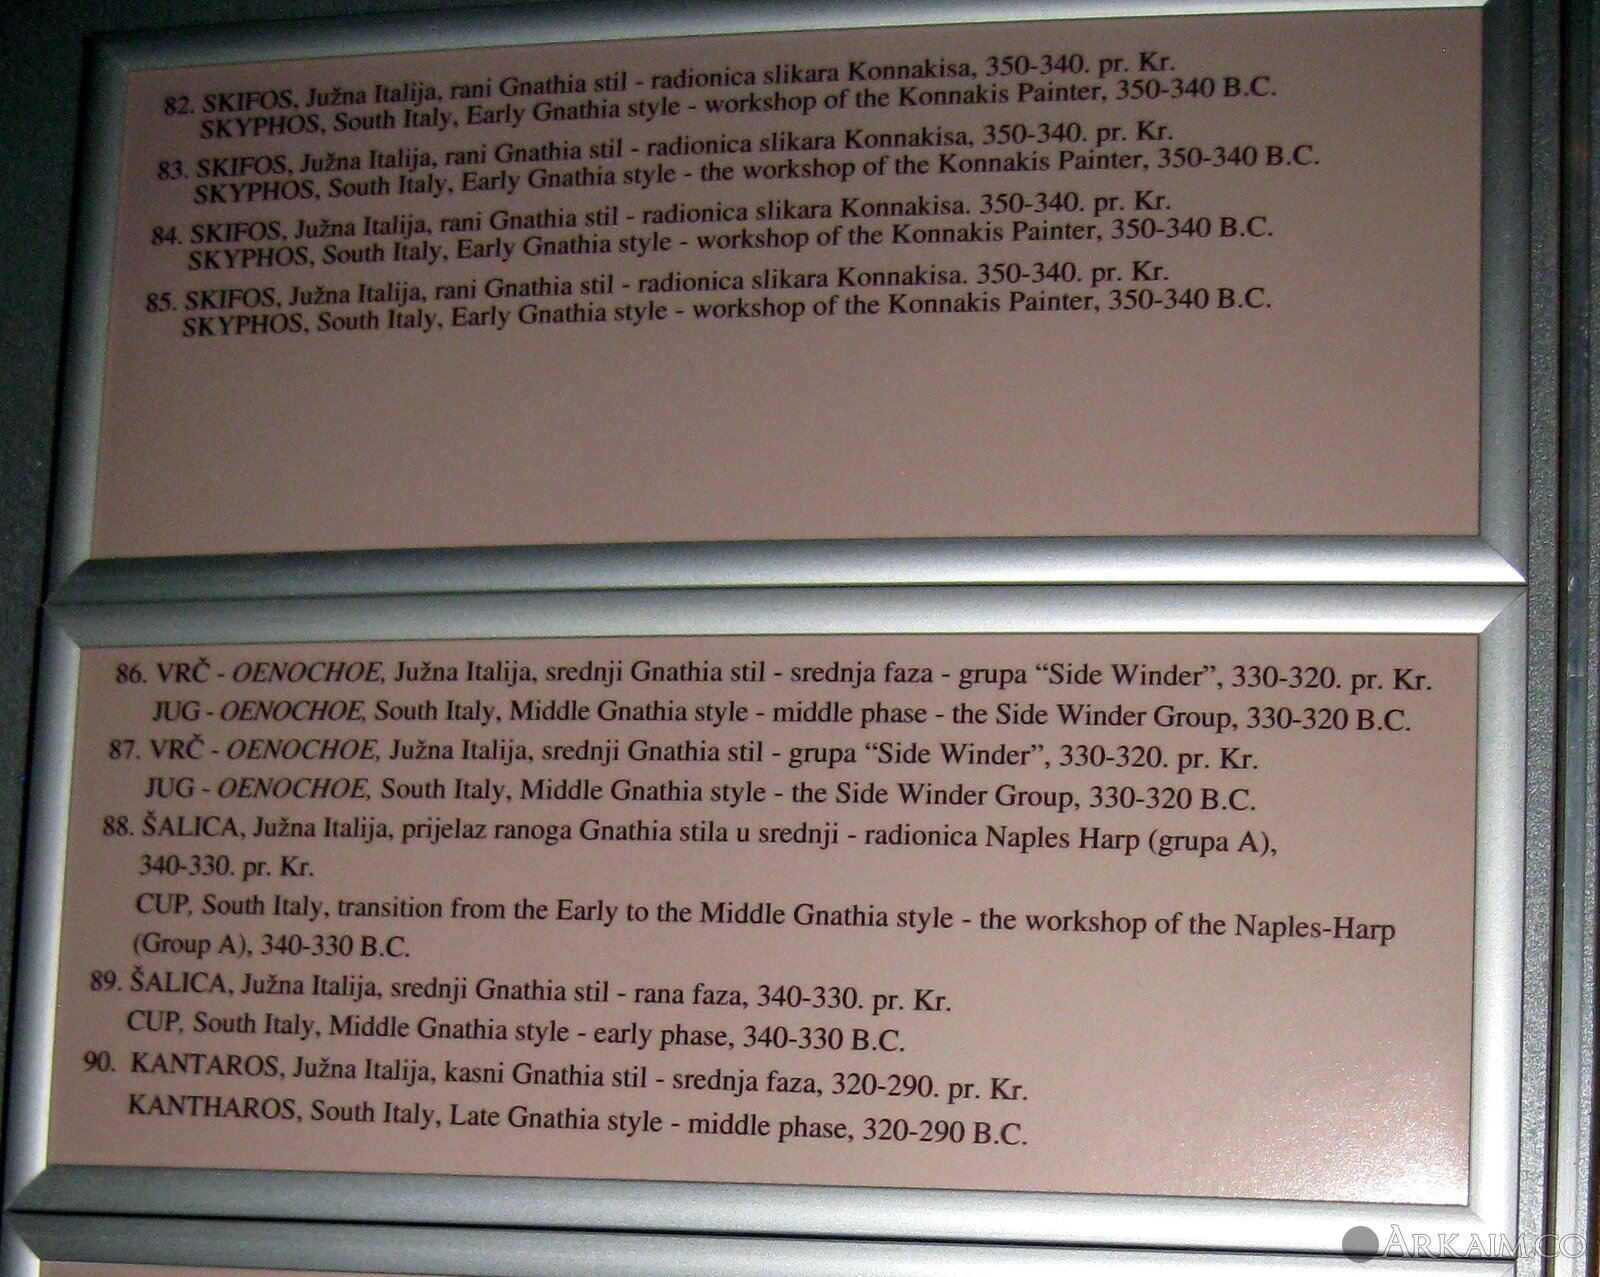 82. SKIFOS, Južna Italija, rani Gnathia stil - radionica slikara Konnakisa, 350-340. pr. Kr.
SKYPHOS, South Italy, Early Gnathia style - workshop of the Konnakis Painter, 350-340 B.C.
83. SKIFOS, Južna Italija, rani Gnathia stil - radionica slikara Konnakisa, 350-340. pr. Kr.
SKYPHOS, South Italy, Early Gnathia style - the workshop of the Konnakis Painter, 350-340 B.C.
84. SKIFOS, Južna Italija, rani Gnathia stil - radionica slikara Konnakisa. 350-340. pr. Kr.
SKYPHOS, South Italy, Early Gnathia style - workshop of the Konnakis Painter, 350-340 B.C.
85. SKIFOS, Južna Italija, rani Gnathia stil - radionica slikara Konnakisa. 350-340. pr. Kr.
SKYPHOS, South Italy, Early Gnathia style - workshop of the Konnakis Painter, 350-340 B.C.
86. VRČ - OENOCHOE, Južna Italija, srednji Gnathia stil - srednja faza - grupa “Side Winder”, 330-320. pr. Kr.
JUG - OENOCHOE, South Italy, Middle Gnathia style - middle phase - the Side Winder Group, 330-320 B.C.
87. VRČ - OENOCHOE, Južna Italija, srednji Gnathia stil - grupa “Side Winder”, 330-320. pr. Kr.
JUG - OENOCHOE, South Italy, Middle Gnathia style - the Side Winder Group, 330-320 B.C.
88. ŠALICA, Južna Italija, prijelaz ranoga Gnathia stila u srednji - radionica Naples Harp (grupa A),
340-330. pr. Kr.
CUP, South Italy, transition from the Early to the Middle Gnathia style - the workshop of the Naples-Harp
(Group A), 340-330 B.C.
89. ŠALICA, Južna Italija, srednji Gnathia stil - rana faza, 340-330. pr. Kr.
CUP, South Italy, Middle Gnathia style - early phase, 340-330 B.C.
90. KANTAROS, Južna Italija, kasni Gnathia stil - srednja faza, 320-290. pr. Kr.
KANTHAROS, South Italy, Late Gnathia style - middle phase, 320-290 B.C.
ARKAIM.CO